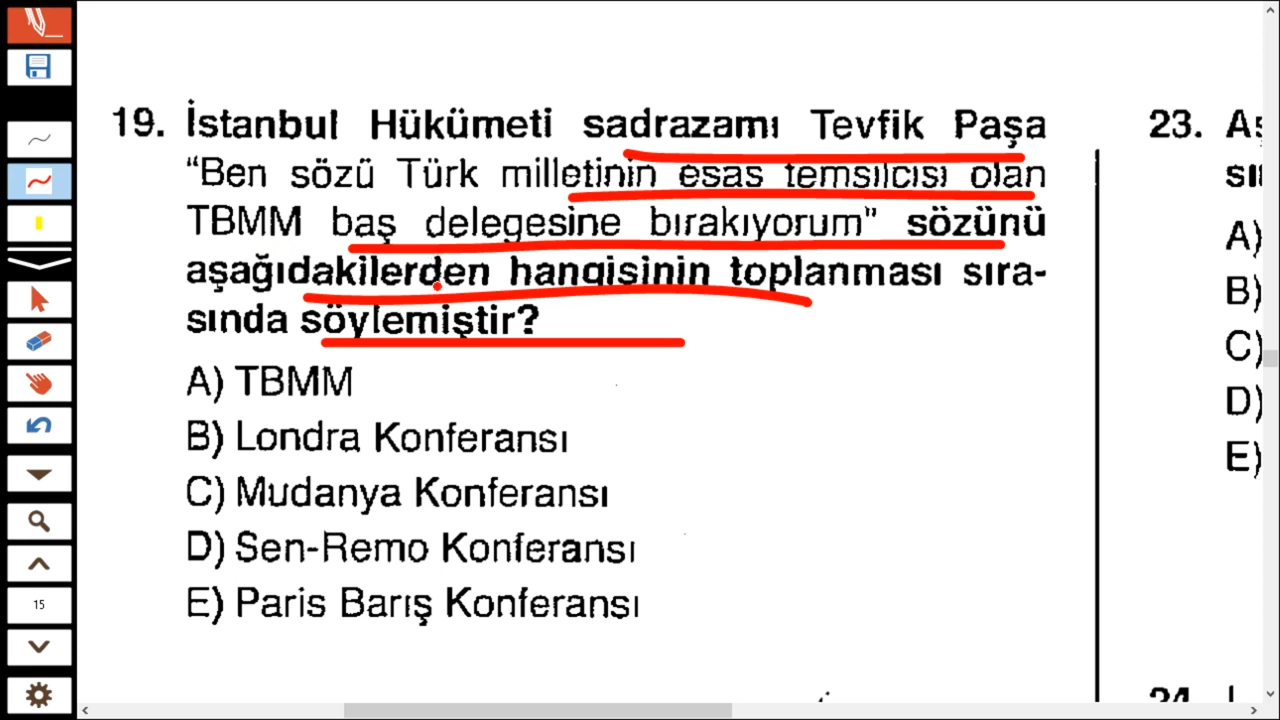 19. İstanbul Hükümeti sadrazamı Tevfik Paşa
“Ben sözü Türk milletinin esas temsilcisi olan
TBMM baş delegesine bırakıyorum” sözünü
aşağıdakilerden hangisinin toplanması sıra-
sında söylemiştir?
A) TBMM
B) Londra Konferansı
C) Mudanya Konferansı
D) Sen-Remo Konferansı
E) Paris Barış Konferansı
23.
A)
B)
C)
D)
E)
15